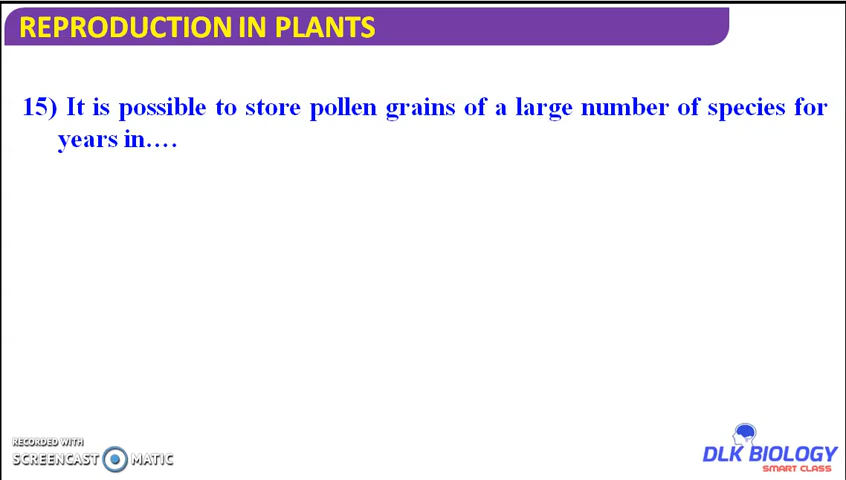 REPRODUCTION IN PLANTS
15) It is possible to store pollen grains of a large number of species for
years in….
RECORDED WITH
SCREENCAST MATIC
DLK BIOLOGY
SMART CLASS